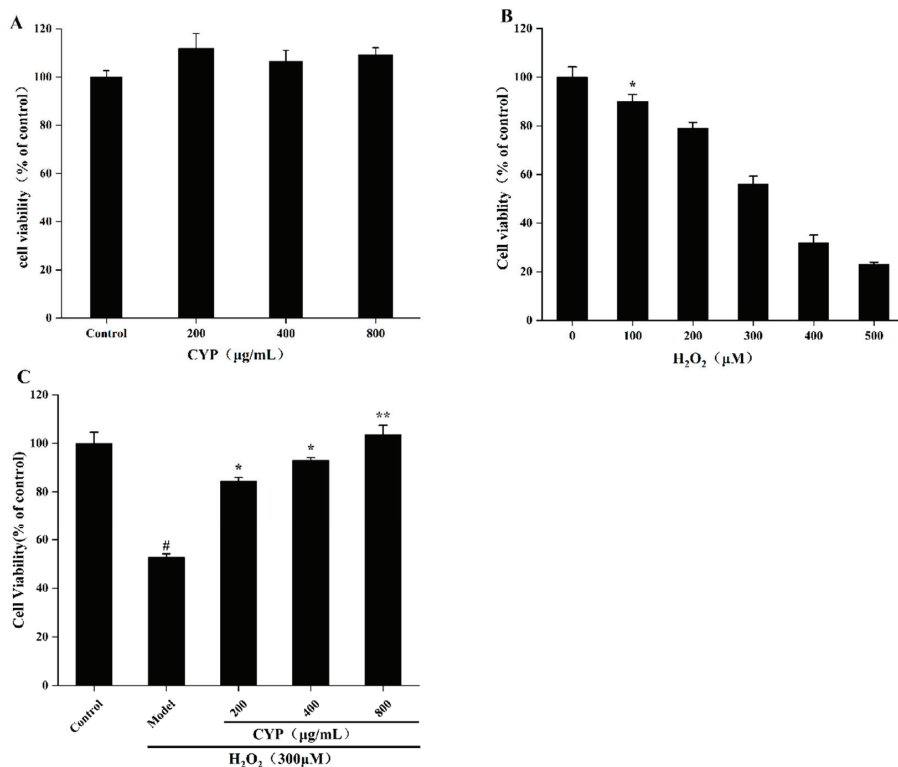 A
120
100
80
60
40
20
0
cell viability（% of control）
Control 200 400 800
CYP（µg/mL）
B
120
100
80
60
40
20
0
Cell viablity（% of control）
*
0 100 200 300 400 500
H₂O₂（µM）
C
120
100
80
60
40
20
0
Cell Viability(% of control)
#
*
*
**
Control Model 200 400 800
CYP（µg/mL）
H₂O₂（300µM）